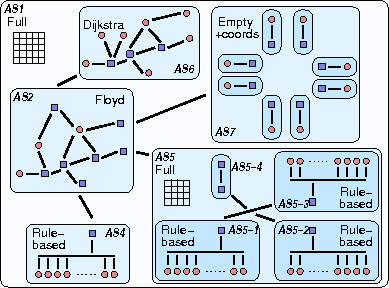 AS1
Full
Dijkstra
AS6
Empty
+coords
AS7
AS2
Floyd
AS5
Full
AS5-4
AS5-3
Rule-
based
Rule-
based
AS4
Rule-
based
AS5-1
AS5-2
Rule-
based